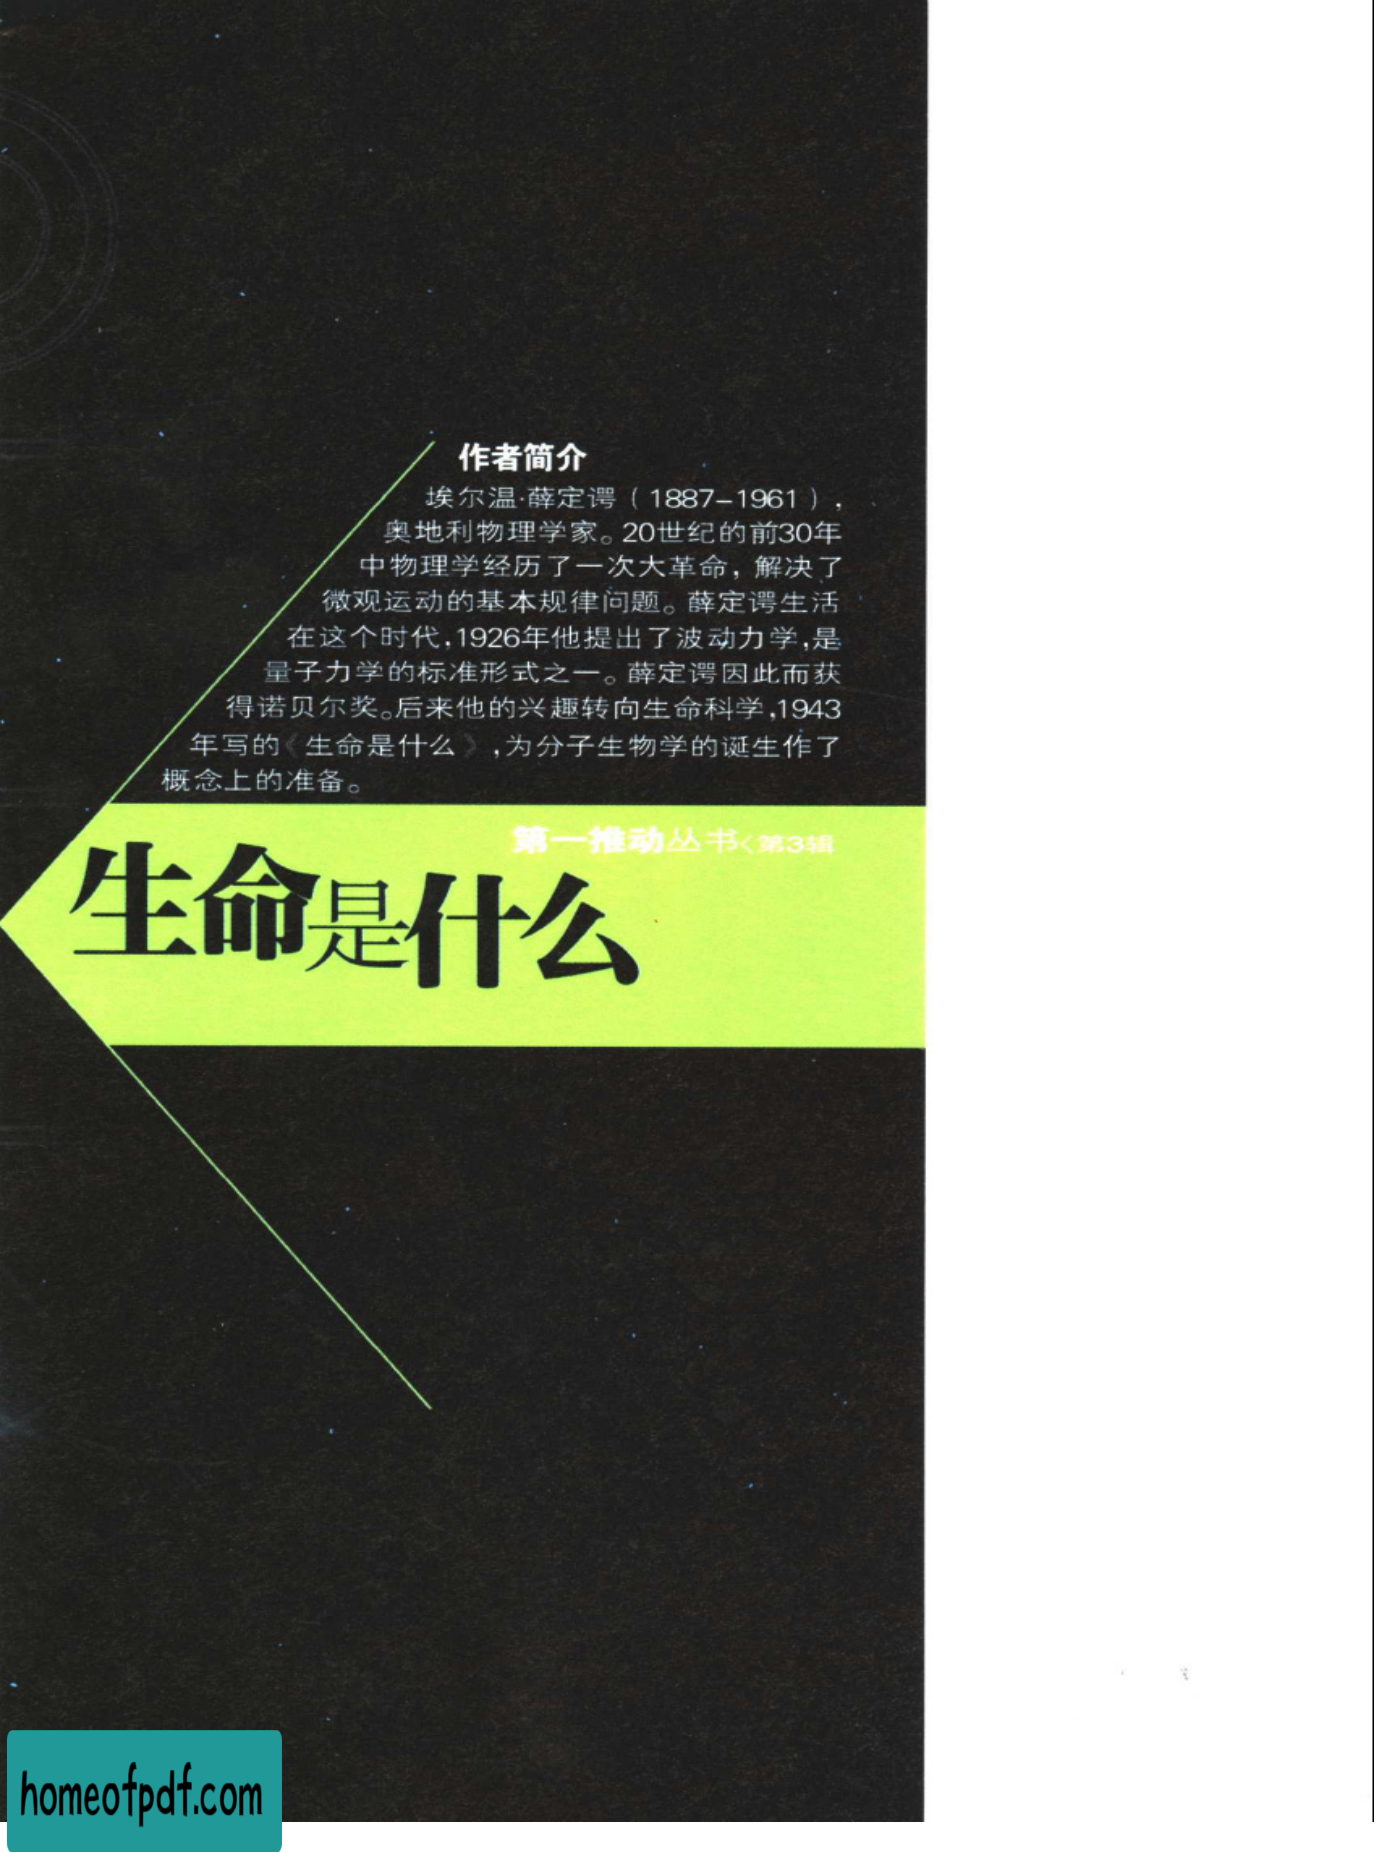 作者简介
埃尔温·薛定谔（1887-1961），
奥地利物理学家。20世纪的前30年
中物理学经历了一次大革命，解决了
微观运动的基本规律问题。薛定谔生活
在这个时代，1926年他提出了波动力学，是
量子力学的标准形式之一。薛定谔因此而获
得诺贝尔奖。后来他的兴趣转向生命科学，1943
年写的《生命是什么》，为分子生物学的诞生作了
概念上的准备。
第一推动丛书<第3辑
生命是什么
homeofpdf.com